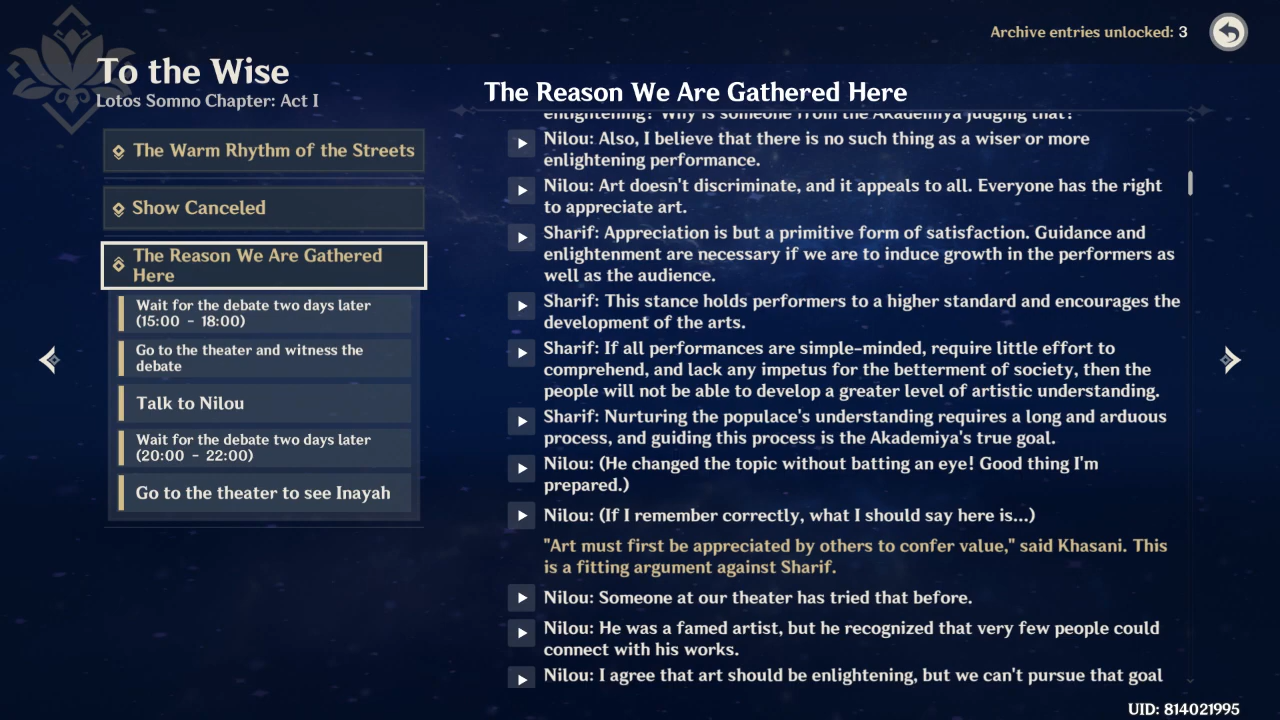 Archive entries unlocked: 3
To the Wise
Lotos Somno Chapter: Act I
The Warm Rhythm of the Streets
Show Canceled
The Reason We Are Gathered
Here
Wait for the debate two days later
(15:00 - 18:00)
Go to the theater and witness the
debate
Talk to Nilou
Wait for the debate two days later
(20:00 - 22:00)
Go to the theater to see Inayah
The Reason We Are Gathered Here
enlightening? Why is someone from the Akademiya judging that?
Nilou: Also, I believe that there is no such thing as a wiser or more
enlightening performance.
Nilou: Art doesn't discriminate, and it appeals to all. Everyone has the right
to appreciate art.
Sharif: Appreciation is but a primitive form of satisfaction. Guidance and
enlightenment are necessary if we are to induce growth in the performers as
well as the audience.
Sharif: This stance holds performers to a higher standard and encourages the
development of the arts.
Sharif: If all performances are simple-minded, require little effort to
comprehend, and lack any impetus for the betterment of society, then the
people will not be able to develop a greater level of artistic understanding.
Sharif: Nurturing the populace's understanding requires a long and arduous
process, and guiding this process is the Akademiya's true goal.
Nilou: (He changed the topic without batting an eye! Good thing I'm
prepared.)
Nilou: (If I remember correctly, what I should say here is...)
"Art must first be appreciated by others to confer value," said Khasani. This
is a fitting argument against Sharif.
Nilou: Someone at our theater has tried that before.
Nilou: He was a famed artist, but he recognized that very few people could
connect with his works.
Nilou: I agree that art should be enlightening, but we can't pursue that goal
UID: 814021995